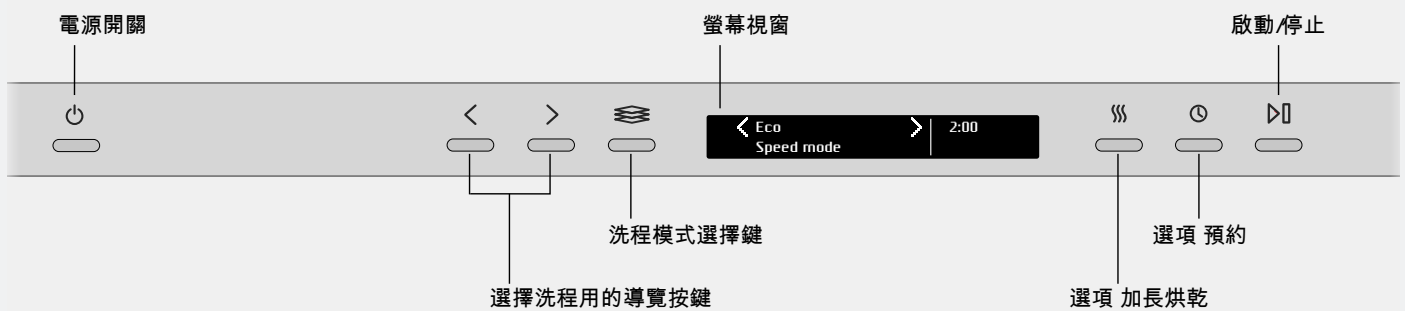 電源開關
螢幕視窗
啟動/停止
Eco 2:00
Speed mode
洗程模式選擇鍵
選項 預約
選擇洗程用的導覽按鍵
選項 加長烘乾